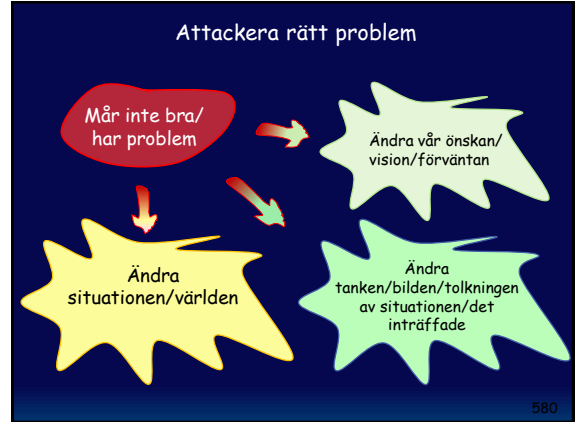 Attackera rätt problem
Mår inte bra/
har problem
Ändra vår önskan/
vision/förväntan
Ändra
situationen/världen
Ändra
tanken/bilden/tolkningen
av situationen/det
inträffade
580